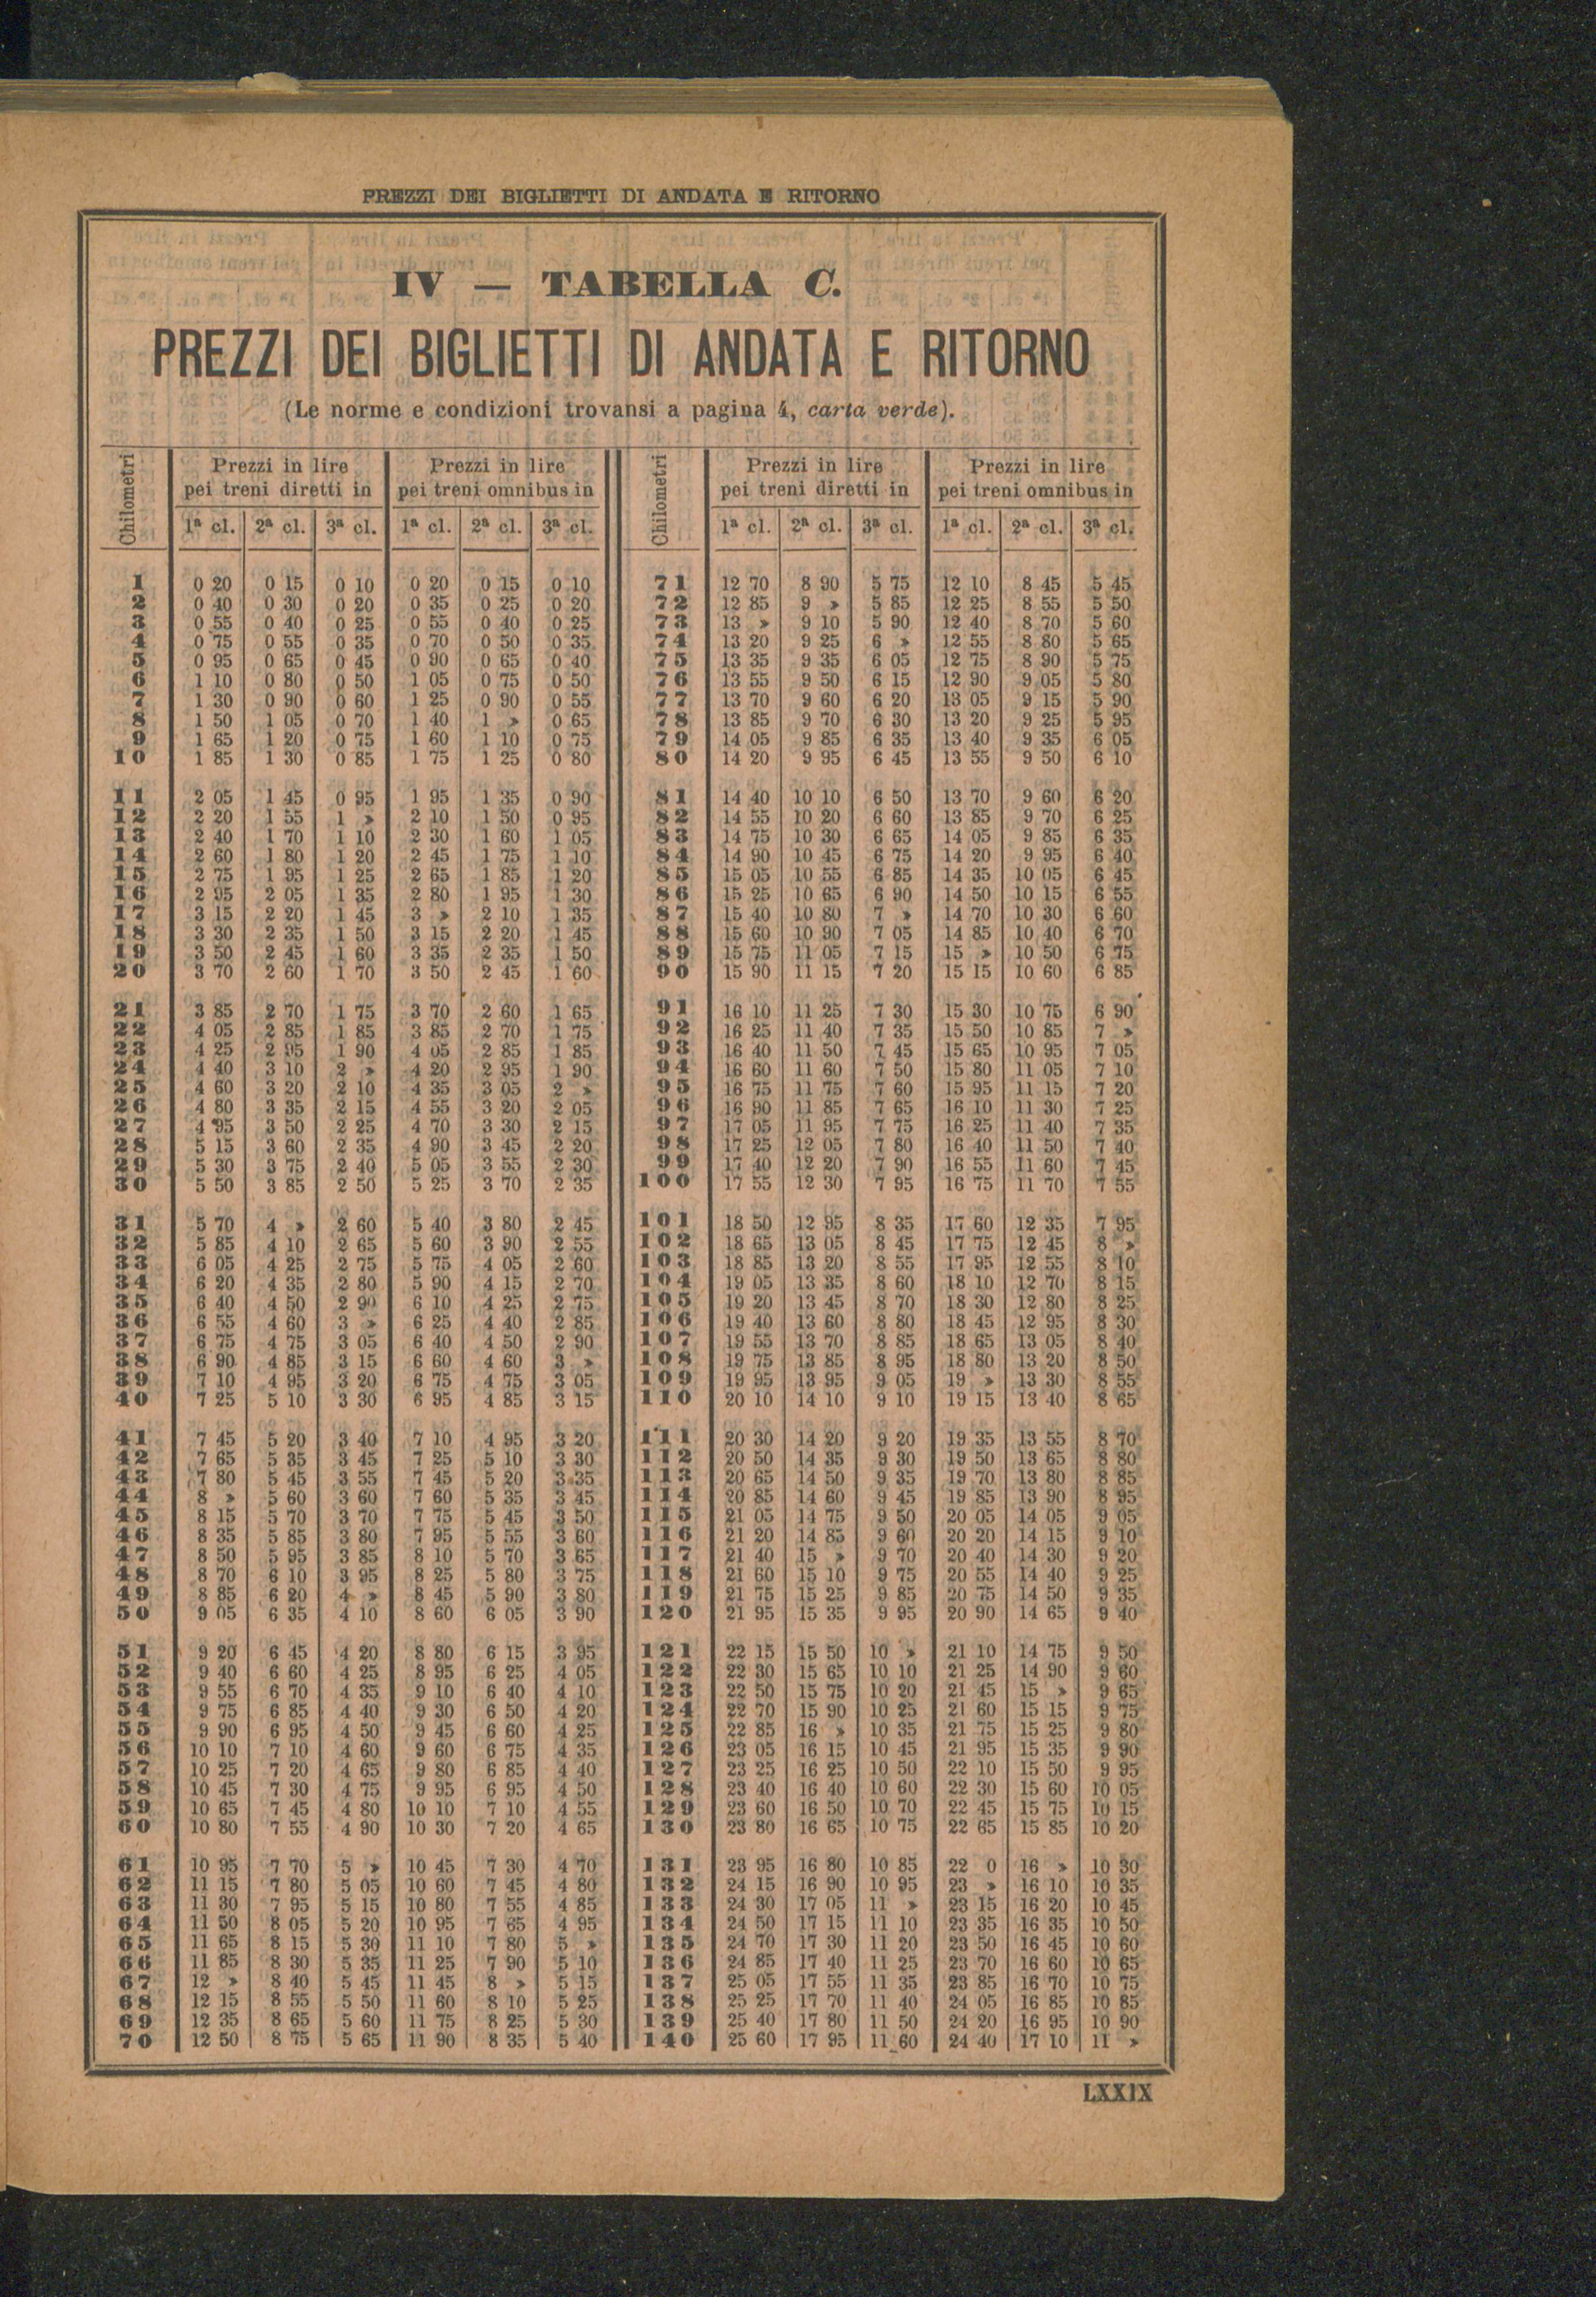 PREZZI DEI BIGLIETTI DI ANDATA E RITORNO
IV — TABELLA C.
PREZZI DEI BIGLIETTI DI ANDATA E RITORNO
(Le norme e condizioni trovansi a pagina 4, carta verde).
Chilometri Prezzi in lire pei treni diretti in Prezzi in lire pei treni omnibus in Chilometri Prezzi in lire pei treni diretti in Prezzi in lire pei treni omnibus in
1ª cl. 2ª cl. 3ª cl. 1ª cl. 2ª cl. 3ª cl. 1ª cl. 2ª cl. 3ª cl. 1ª cl. 2ª cl. 3ª cl.
1 0 20 0 15 0 10 0 20 0 15 0 10 71 12 70 8 90 5 75 12 10 8 45 5 45
2 0 40 0 30 0 20 0 35 0 25 0 20 72 12 85 9 » 5 85 12 25 8 55 5 50
3 0 55 0 40 0 25 0 55 0 40 0 25 73 13 » 9 10 5 90 12 40 8 70 5 60
4 0 75 0 55 0 35 0 70 0 50 0 35 74 13 20 9 25 6 » 12 55 8 80 5 65
5 0 95 0 65 0 45 0 90 0 65 0 40 75 13 35 9 35 6 05 12 75 8 90 5 75
6 1 10 0 80 0 50 1 05 0 75 0 50 76 13 55 9 50 6 15 12 90 9 05 5 80
7 1 30 0 90 0 60 1 25 0 90 0 55 77 13 70 9 60 6 20 13 05 9 15 5 90
8 1 50 1 05 0 70 1 40 1 » 0 65 78 13 85 9 70 6 30 13 20 9 25 5 95
9 1 65 1 20 0 75 1 60 1 10 0 75 79 14 05 9 85 6 35 13 40 9 35 6 05
10 1 85 1 30 0 85 1 75 1 25 0 80 80 14 20 9 95 6 45 13 55 9 50 6 10
11 2 05 1 45 0 95 1 95 1 35 0 90 81 14 40 10 10 6 50 13 70 9 60 6 20
12 2 20 1 55 1 » 2 10 1 50 0 95 82 14 55 10 20 6 60 13 85 9 70 6 25
13 2 40 1 70 1 10 2 30 1 60 1 05 83 14 75 10 30 6 65 14 05 9 85 6 35
14 2 60 1 80 1 20 2 45 1 75 1 10 84 14 90 10 45 6 75 14 20 9 95 6 40
15 2 75 1 95 1 25 2 65 1 85 1 20 85 15 05 10 55 6 85 14 35 10 05 6 45
16 2 95 2 05 1 35 2 80 1 95 1 30 86 15 25 10 65 6 90 14 50 10 15 6 55
17 3 15 2 20 1 45 3 » 2 10 1 35 87 15 40 10 80 7 » 14 70 10 30 6 60
18 3 30 2 35 1 50 3 15 2 20 1 45 88 15 60 10 90 7 05 14 85 10 40 6 70
19 3 50 2 45 1 60 3 35 2 35 1 50 89 15 75 11 05 7 15 15 » 10 50 6 75
20 3 70 2 60 1 70 3 50 2 45 1 60 90 15 90 11 15 7 20 15 15 10 60 6 85
21 3 85 2 70 1 75 3 70 2 60 1 65 91 16 10 11 25 7 30 15 30 10 75 6 90
22 4 05 2 85 1 85 3 85 2 70 1 75 92 16 25 11 40 7 35 15 50 10 85 7 »
23 4 25 2 95 1 90 4 05 2 85 1 85 93 16 40 11 50 7 45 15 65 10 95 7 05
24 4 40 3 10 2 » 4 20 2 95 1 90 94 16 60 11 60 7 50 15 80 11 05 7 10
25 4 60 3 20 2 10 4 35 3 05 2 » 95 16 75 11 75 7 60 15 95 11 15 7 20
26 4 80 3 35 2 15 4 55 3 20 2 05 96 16 90 11 85 7 65 16 10 11 30 7 25
27 4 95 3 50 2 25 4 70 3 30 2 15 97 17 05 11 95 7 75 16 25 11 40 7 35
28 5 15 3 60 2 35 4 90 3 45 2 20 98 17 25 12 05 7 80 16 40 11 50 7 40
29 5 30 3 75 2 40 5 05 3 55 2 30 99 17 40 12 20 7 90 16 55 11 60 7 45
30 5 50 3 85 2 50 5 25 3 70 2 35 100 17 55 12 30 7 95 16 75 11 70 7 55
31 5 70 4 » 2 60 5 40 3 80 2 45 101 18 50 12 95 8 35 17 60 12 35 7 95
32 5 85 4 10 2 65 5 60 3 90 2 55 102 18 65 13 05 8 45 17 75 12 45 8 »
33 6 05 4 25 2 75 5 75 4 05 2 60 103 18 85 13 20 8 55 17 95 12 55 8 10
34 6 20 4 35 2 80 5 90 4 15 2 70 104 19 05 13 35 8 60 18 10 12 70 8 15
35 6 40 4 50 2 90 6 10 4 25 2 75 105 19 20 13 45 8 70 18 30 12 80 8 25
36 6 55 4 60 3 » 6 25 4 40 2 85 106 19 40 13 60 8 80 18 45 12 95 8 30
37 6 75 4 75 3 05 6 40 4 50 2 90 107 19 55 13 70 8 85 18 65 13 05 8 40
38 6 90 4 85 3 15 6 60 4 60 3 » 108 19 75 13 85 8 95 18 80 13 20 8 50
39 7 10 4 95 3 20 6 75 4 75 3 05 109 19 95 13 95 9 05 19 » 13 30 8 55
40 7 25 5 10 3 30 6 95 4 85 3 15 110 20 10 14 10 9 10 19 15 13 40 8 65
41 7 45 5 20 3 40 7 10 4 95 3 20 111 20 30 14 20 9 20 19 35 13 55 8 70
42 7 65 5 35 3 45 7 25 5 10 3 30 112 20 50 14 35 9 30 19 50 13 65 8 80
43 7 80 5 45 3 55 7 45 5 20 3 35 113 20 65 14 50 9 35 19 70 13 80 8 85
44 8 » 5 60 3 60 7 60 5 35 3 45 114 20 85 14 60 9 45 19 85 13 90 8 95
45 8 15 5 70 3 70 7 75 5 45 3 50 115 21 05 14 75 9 50 20 05 14 05 9 05
46 8 35 5 85 3 80 7 95 5 55 3 60 116 21 20 14 85 9 60 20 20 14 15 9 10
47 8 50 5 95 3 85 8 10 5 70 3 65 117 21 40 15 » 9 70 20 40 14 30 9 20
48 8 70 6 10 3 95 8 25 5 80 3 75 118 21 60 15 10 9 75 20 55 14 40 9 25
49 8 85 6 20 4 » 8 45 5 90 3 80 119 21 75 15 25 9 85 20 75 14 50 9 35
50 9 05 6 35 4 10 8 60 6 05 3 90 120 21 95 15 35 9 95 20 90 14 65 9 40
51 9 20 6 45 4 20 8 80 6 15 3 95 121 22 15 15 50 10 » 21 10 14 75 9 50
52 9 40 6 60 4 25 8 95 6 25 4 05 122 22 30 15 65 10 10 21 25 14 90 9 60
53 9 55 6 70 4 35 9 10 6 40 4 10 123 22 50 15 75 10 20 21 45 15 » 9 65
54 9 75 6 85 4 40 9 30 6 50 4 20 124 22 70 15 90 10 25 21 60 15 15 9 75
55 9 90 6 95 4 50 9 45 6 60 4 25 125 22 85 16 » 10 35 21 75 15 25 9 80
56 10 10 7 10 4 60 9 60 6 75 4 35 126 23 05 16 15 10 45 21 95 15 35 9 90
57 10 25 7 20 4 65 9 80 6 85 4 40 127 23 25 16 25 10 50 22 10 15 50 9 95
58 10 45 7 30 4 75 9 95 6 95 4 50 128 23 40 16 40 10 60 22 30 15 60 10 05
59 10 65 7 45 4 80 10 10 7 10 4 55 129 23 60 16 50 10 70 22 45 15 75 10 15
60 10 80 7 55 4 90 10 30 7 20 4 65 130 23 80 16 65 10 75 22 65 15 85 10 20
61 10 95 7 70 5 » 10 45 7 30 4 70 131 23 95 16 80 10 85 22 0 16 » 10 30
62 11 15 7 80 5 05 10 60 7 45 4 80 132 24 15 16 90 10 95 23 » 16 10 10 35
63 11 30 7 95 5 15 10 80 7 55 4 85 133 24 30 17 05 11 » 23 15 16 20 10 45
64 11 50 8 05 5 20 10 95 7 65 4 95 134 24 50 17 15 11 10 23 35 16 35 10 50
65 11 65 8 15 5 30 11 10 7 80 5 » 135 24 70 17 30 11 20 23 50 16 45 10 60
66 11 85 8 30 5 35 11 25 7 90 5 10 136 24 85 17 40 11 25 23 70 16 60 10 65
67 12 » 8 40 5 45 11 45 8 » 5 15 137 25 05 17 55 11 35 23 85 16 70 10 75
68 12 15 8 55 5 50 11 60 8 10 5 25 138 25 25 17 70 11 40 24 05 16 85 10 85
69 12 35 8 65 5 60 11 75 8 25 5 30 139 25 40 17 80 11 50 24 20 16 95 10 90
70 12 50 8 75 5 65 11 90 8 35 5 40 140 25 60 17 95 11 60 24 40 17 10 11 »
LXXIX